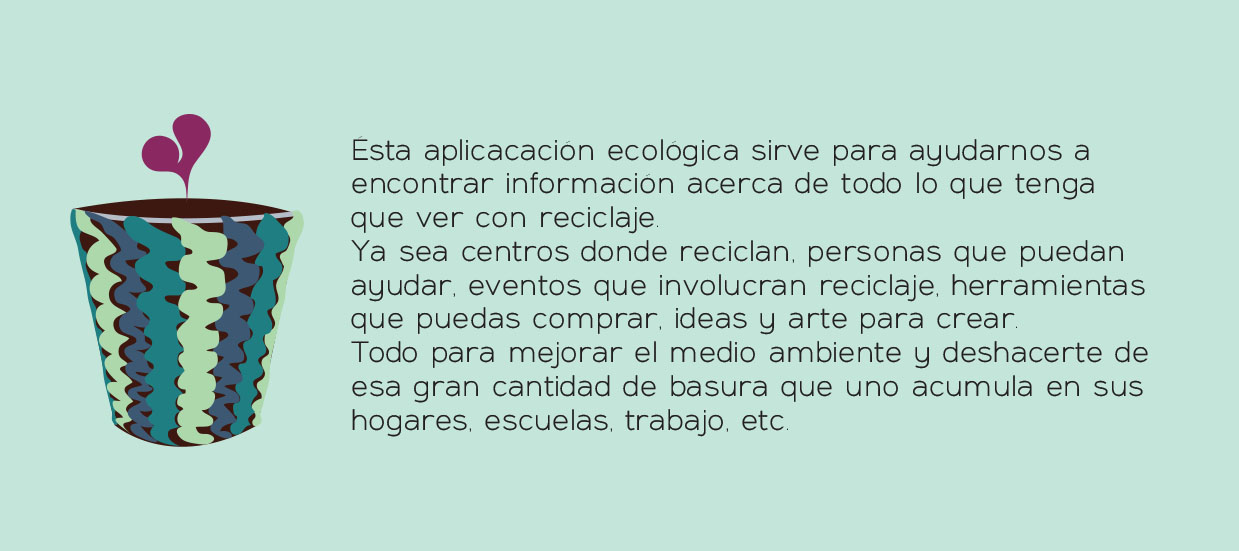 Ésta aplicacación ecológica sirve para ayudarnos a
encontrar información acerca de todo lo que tenga
que ver con reciclaje.
Ya sea centros donde reciclan, personas que puedan
ayudar, eventos que involucran reciclaje, herramientas
que puedas comprar, ideas y arte para crear.
Todo para mejorar el medio ambiente y deshacerte de
esa gran cantidad de basura que uno acumula en sus
hogares, escuelas, trabajo, etc.